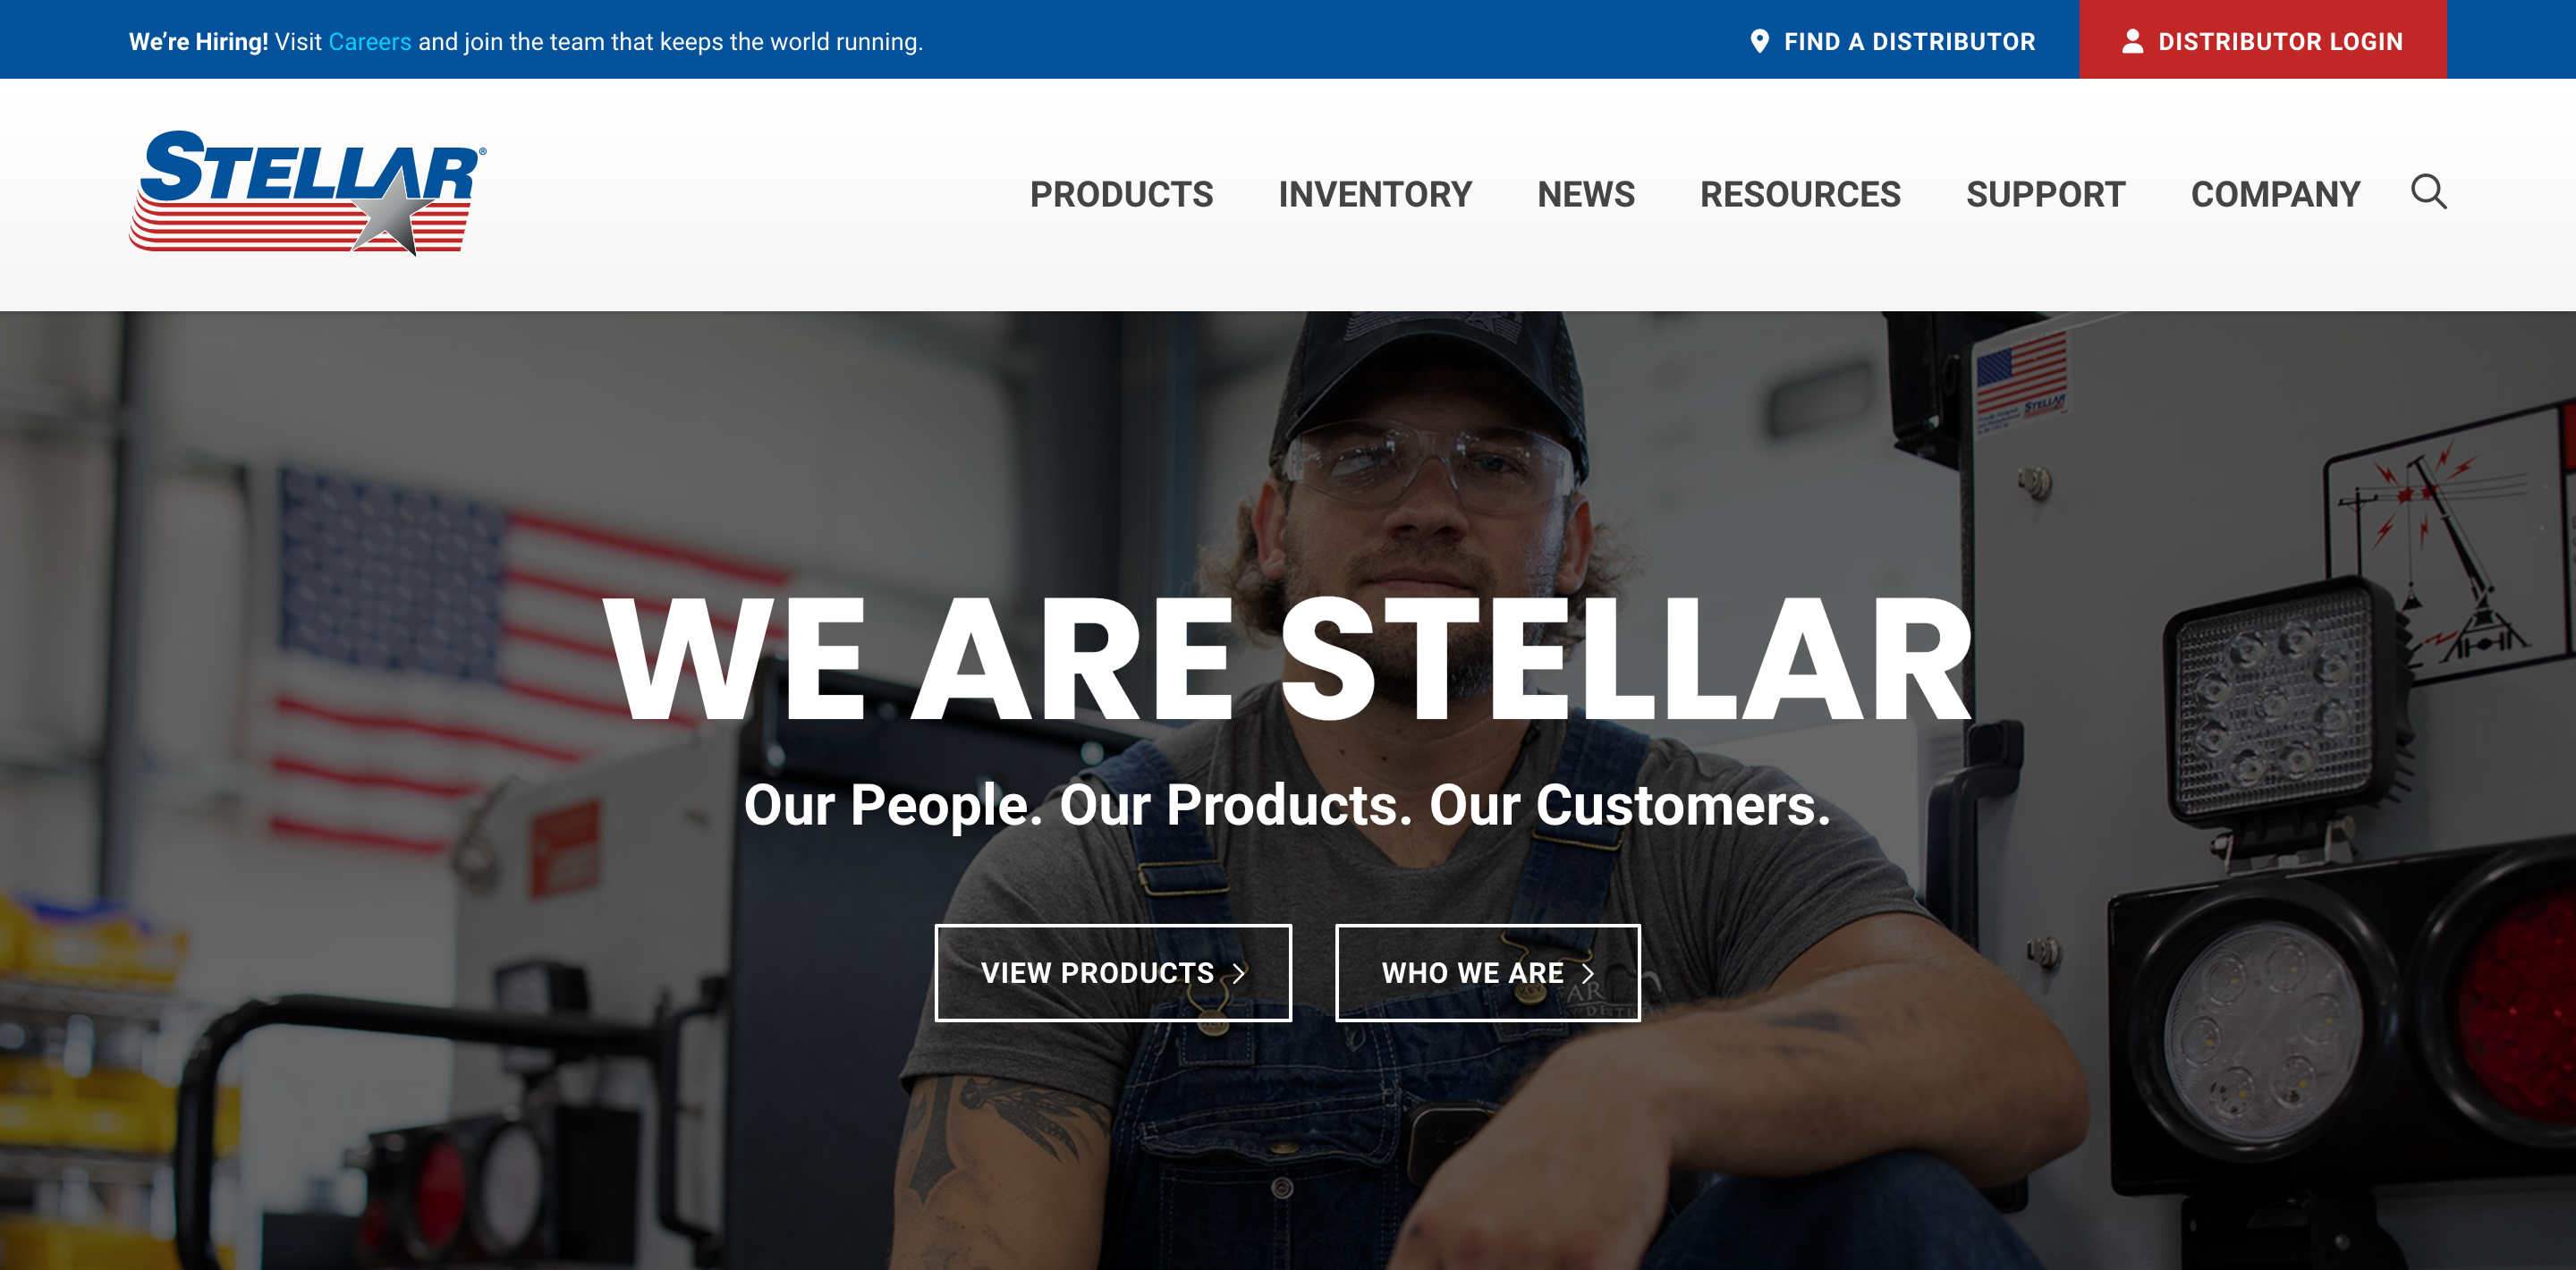 We're Hiring! Visit Careers and join the team that keeps the world running.
FIND A DISTRIBUTOR
DISTRIBUTOR LOGIN
STELLAR®
PRODUCTS
INVENTORY
NEWS
RESOURCES
SUPPORT
COMPANY
STELLAR
WE ARE STELLAR
Our People. Our Products. Our Customers.
VIEW PRODUCTS
WHO WE ARE
AR